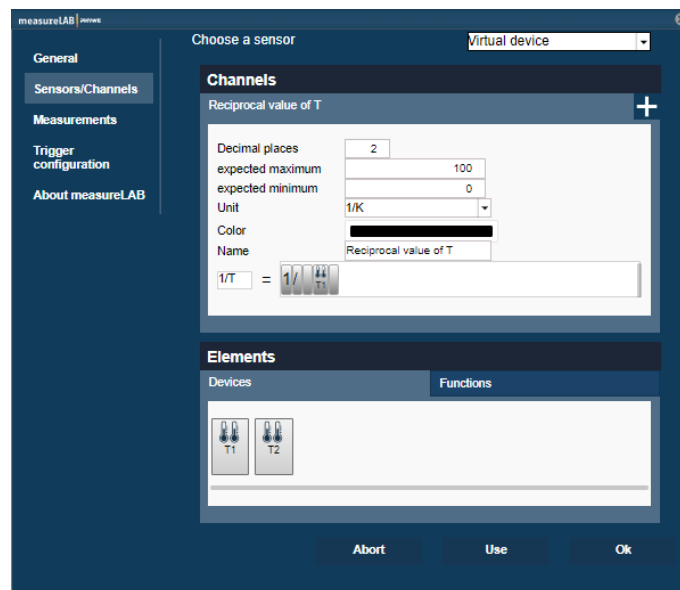 measureLAB
Choose a sensor
Virtual device
General
Sensors/Channels
Measurements
Trigger
configuration
About measureLAB
Channels
Reciprocal value of T
Decimal places
2
expected maximum
100
expected minimum
0
Unit
1/K
Color
Name
Reciprocal value of T
1/T
=
1/
T1
Elements
Devices
Functions
T1
T2
Abort
Use
Ok